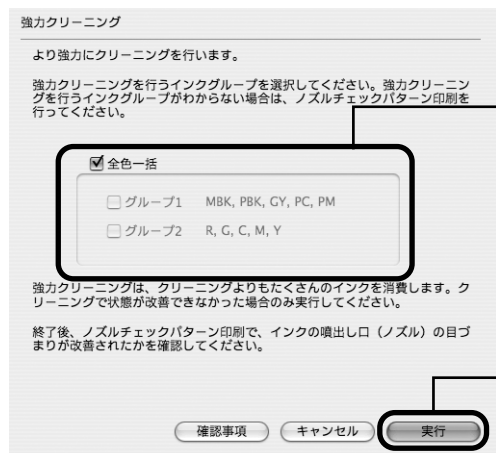 強力クリーニング
より強力にクリーニングを行います。
強力クリーニングを行うインクグループを選択してください。強力クリーニン
グを行うインクグループがわからない場合は、ノズルチェックパターン印刷を
行ってください。
全色一括
グループ1 MBK, PBK, GY, PC, PM
グループ2 R, G, C, M, Y
強力クリーニングは、クリーニングよりもたくさんのインクを消費します。ク
リーニングで状態が改善できなかった場合のみ実行してください。
終了後、ノズルチェックパターン印刷で、インクの噴出し口（ノズル）の目づ
まりが改善されたかを確認してください。
確認事項 キャンセル 実行